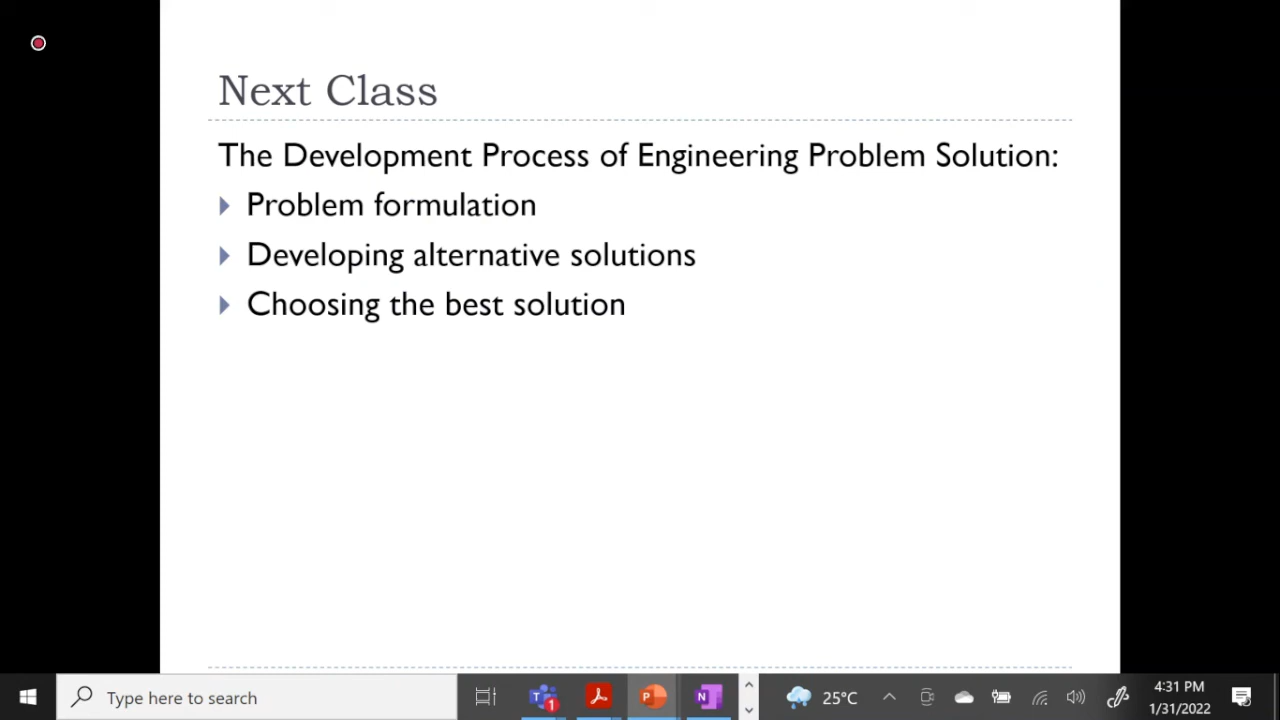 Next Class
The Development Process of Engineering Problem Solution:
Problem formulation
Developing alternative solutions
Choosing the best solution
Type here to search
T
1
P
N
25°C
4:31 PM
1/31/2022